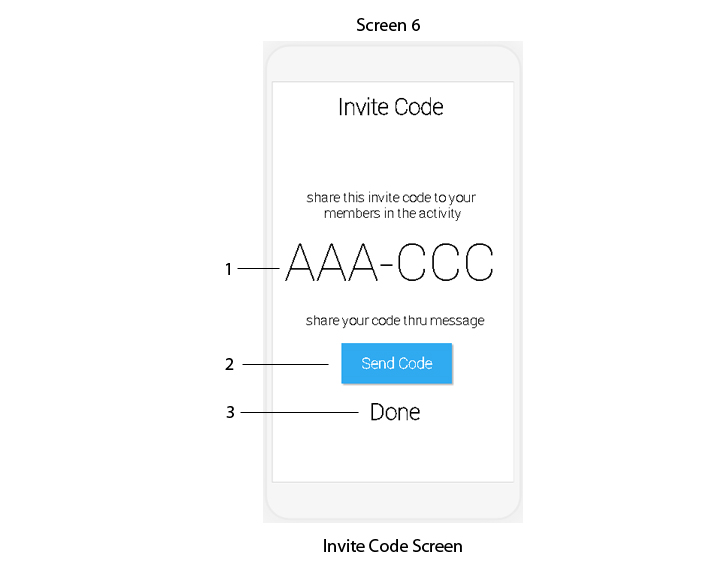 Screen 6
Invite Code
share this invite code to your
members in the activity
1
AAA-CCC
share your code thru message
2
Send Code
3
Done
Invite Code Screen